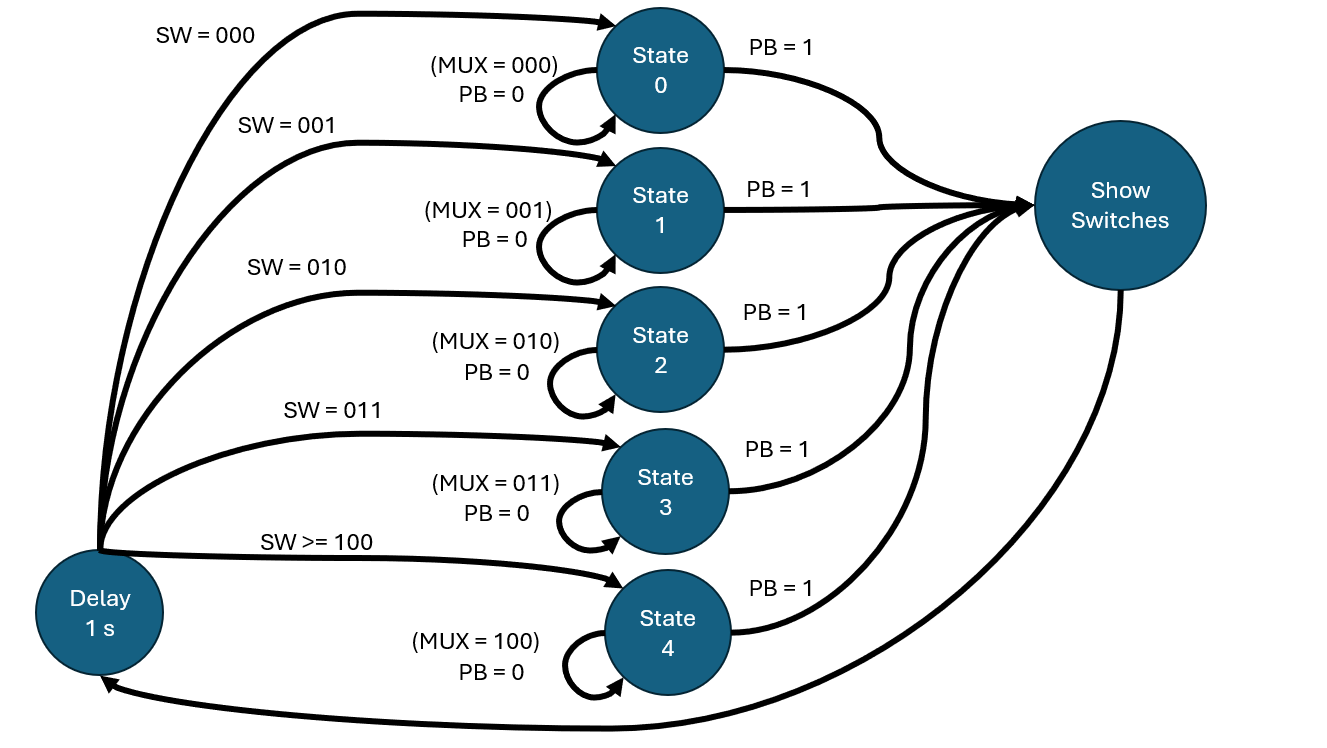 SW = 000
State
0
(MUX = 000)
PB = 0
PB = 1
SW = 001
State
1
(MUX = 001)
PB = 0
PB = 1
Show
Switches
SW = 010
State
2
(MUX = 010)
PB = 0
PB = 1
SW = 011
State
3
(MUX = 011)
PB = 0
PB = 1
SW >= 100
State
4
(MUX = 100)
PB = 0
PB = 1
Delay
1 s